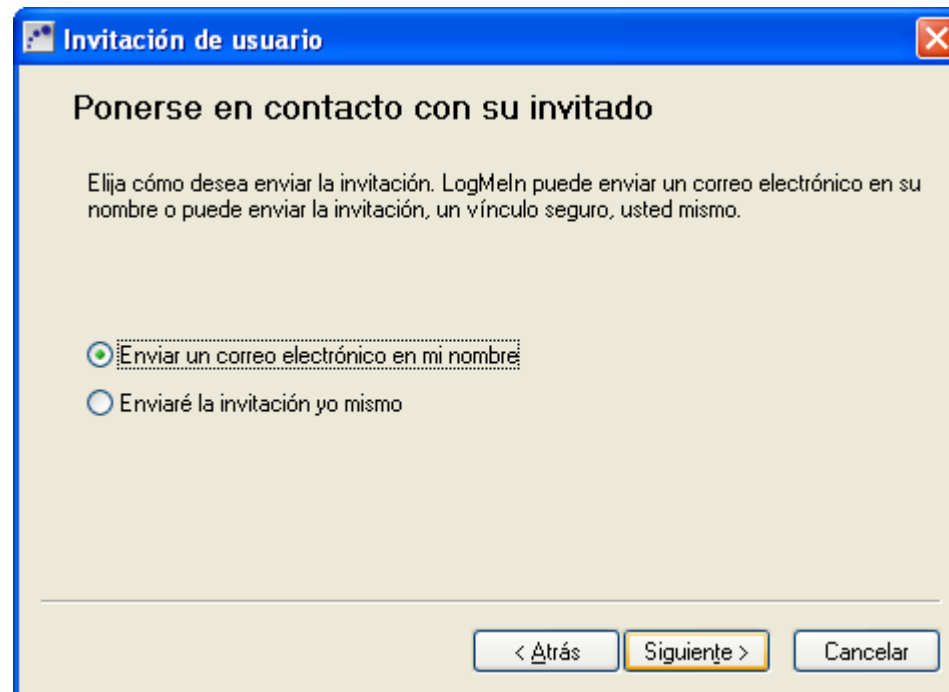 Invitación de usuario
Ponerse en contacto con su invitado
Elija cómo desea enviar la invitación. LogMeIn puede enviar un correo electrónico en su
nombre o puede enviar la invitación, un vínculo seguro, usted mismo.
Enviar un correo electrónico en mi nombre
Enviaré la invitación yo mismo
< Atrás Siguiente > Cancelar